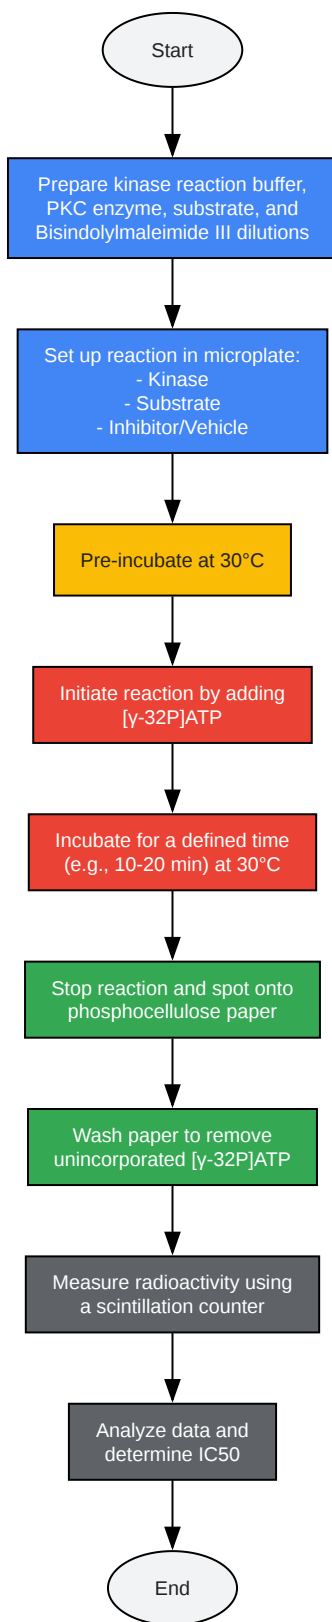 Start
Prepare kinase reaction buffer,
PKC enzyme, substrate, and
Bisindolylmaleimide III dilutions
Set up reaction in microplate:
- Kinase
- Substrate
- Inhibitor/Vehicle
Pre-incubate at 30°C
Initiate reaction by adding
[γ-32P]ATP
Incubate for a defined time
(e.g., 10-20 min) at 30°C
Stop reaction and spot onto
phosphocellulose paper
Wash paper to remove
unincorporated [γ-32P]ATP
Measure radioactivity using
a scintillation counter
Analyze data and
determine IC50
End